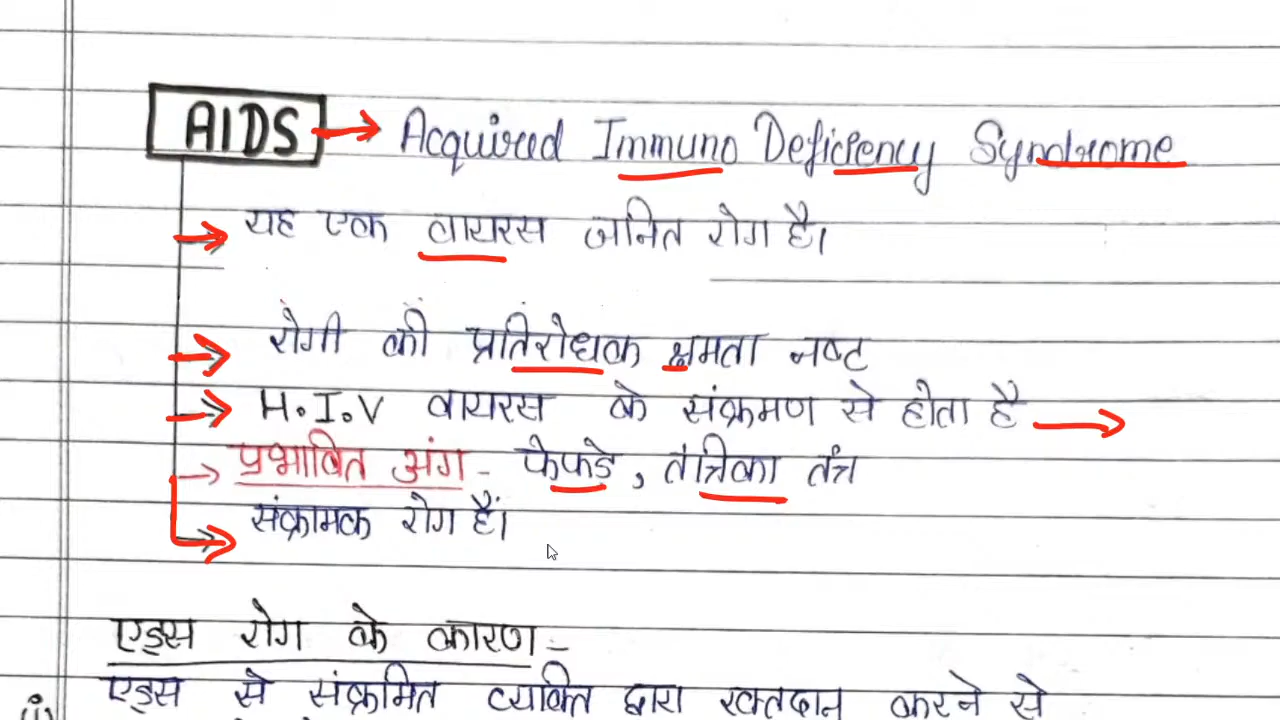 AIDS → Acquired Immuno Deficiency Syndrome
→ यह एक वायरस जनित रोग है।
→ रोगी की प्रतिरोधक क्षमता नष्ट
→ H.I.V वायरस के संक्रमण से होता है →
→ प्रभावित अंग - फेफडे, तंत्रिका तंत्र
→ संक्रामक रोग हैं।
एड्स रोग के कारण -
एड्स से संक्रमित व्यक्ति द्वारा रक्तदान करने से